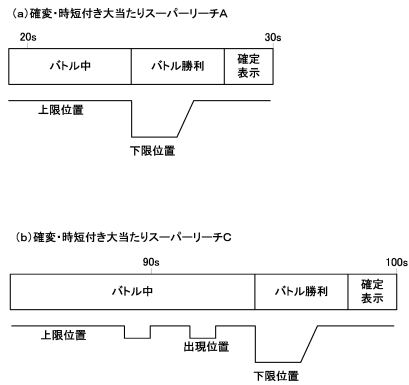 (a)確変・時短付き大当たりスーパーリーチA
20s 30s
バトル中 バトル勝利 確定表示
上限位置
下限位置
(b)確変・時短付き大当たりスーパーリーチC
90s 100s
バトル中 バトル勝利 確定表示
上限位置 出現位置
下限位置